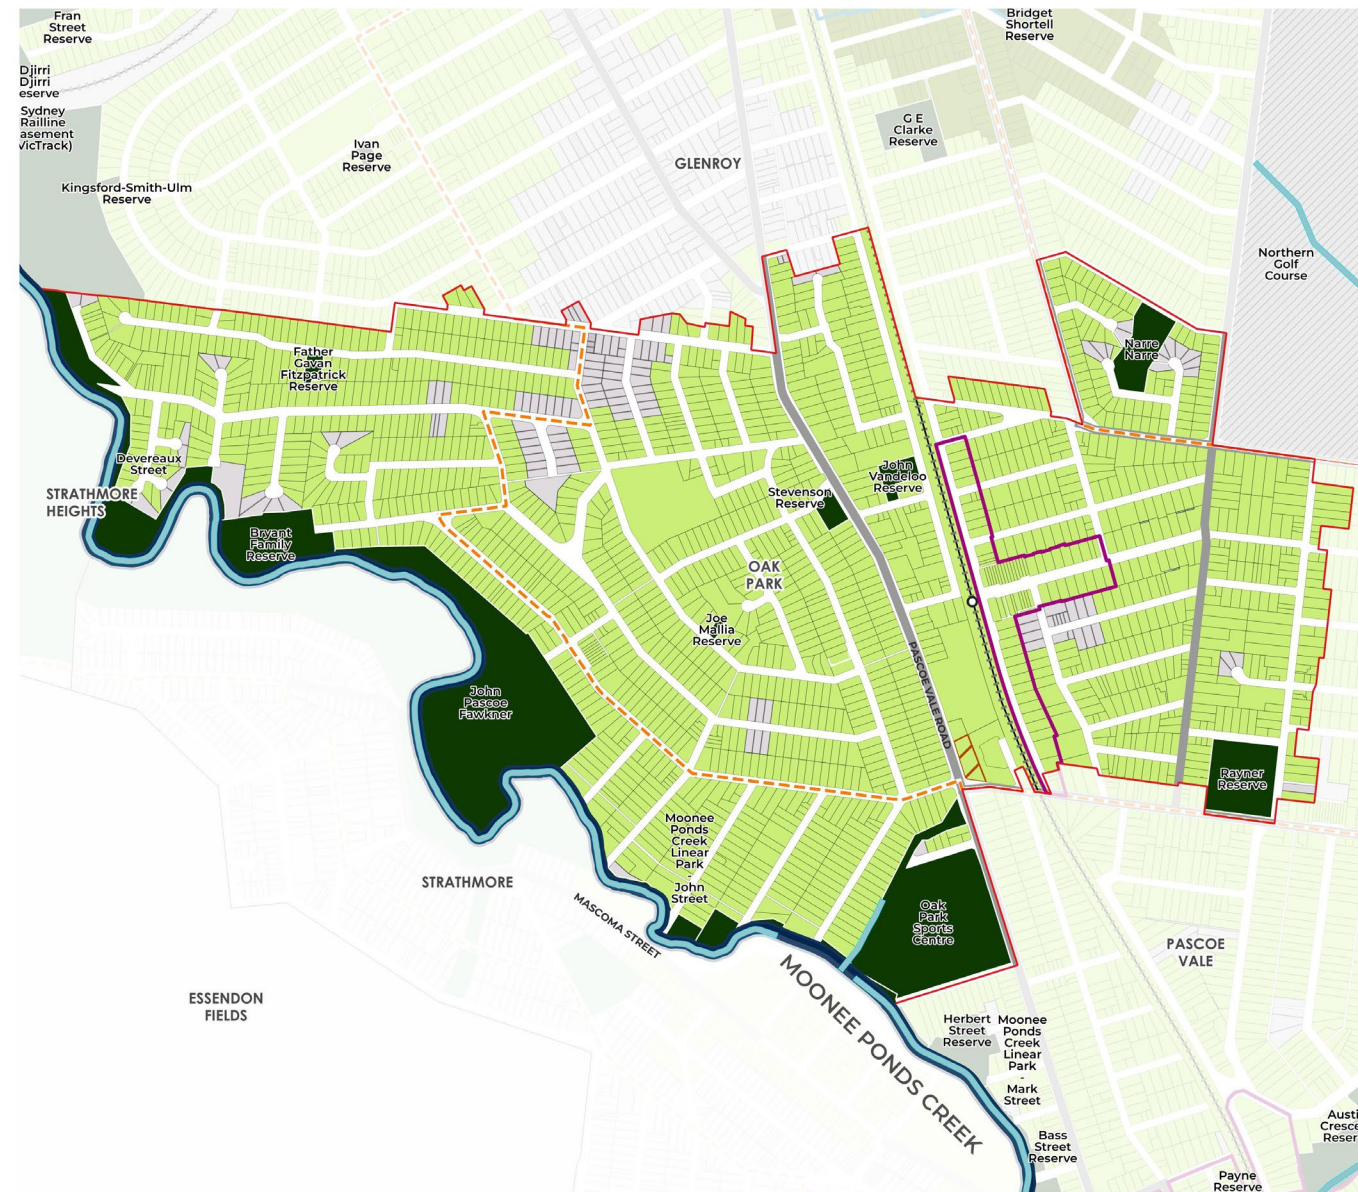 Fran
Street
Reserve
Djirri
Djirri
eserve
Sydney
Railline
asement
VicTrack)
Kingsford-Smith-Ulm
Reserve
Ivan
Page
Reserve
GLENROY
G E
Clarke
Reserve
Bridget
Shortell
Reserve
Northern
Golf
Course
Narre
Narre
Father
Gavan
Fitzpatrick
Reserve
Devereaux
Street
STRATHMORE
HEIGHTS
Bryant
Family
Reserve
Stevenson
Reserve
John
Vandeloo
Reserve
OAK
PARK
Joe
Mallia
Reserve
PASCOE VALE ROAD
John
Pascoe
Fawkner
Rayner
Reserve
Moonee
Ponds
Creek
Linear
Park
-
John
Street
STRATHMORE
MASCOMA STREET
Oak
Park
Sports
Centre
PASCOE
VALE
ESSENDON
FIELDS
MOONEE PONDS CREEK
Herbert
Street
Reserve
Moonee
Ponds
Creek
Linear
Park
-
Mark
Street
Bass
Street
Reserve
Austi
Cresce
Reser
Payne
Reserve